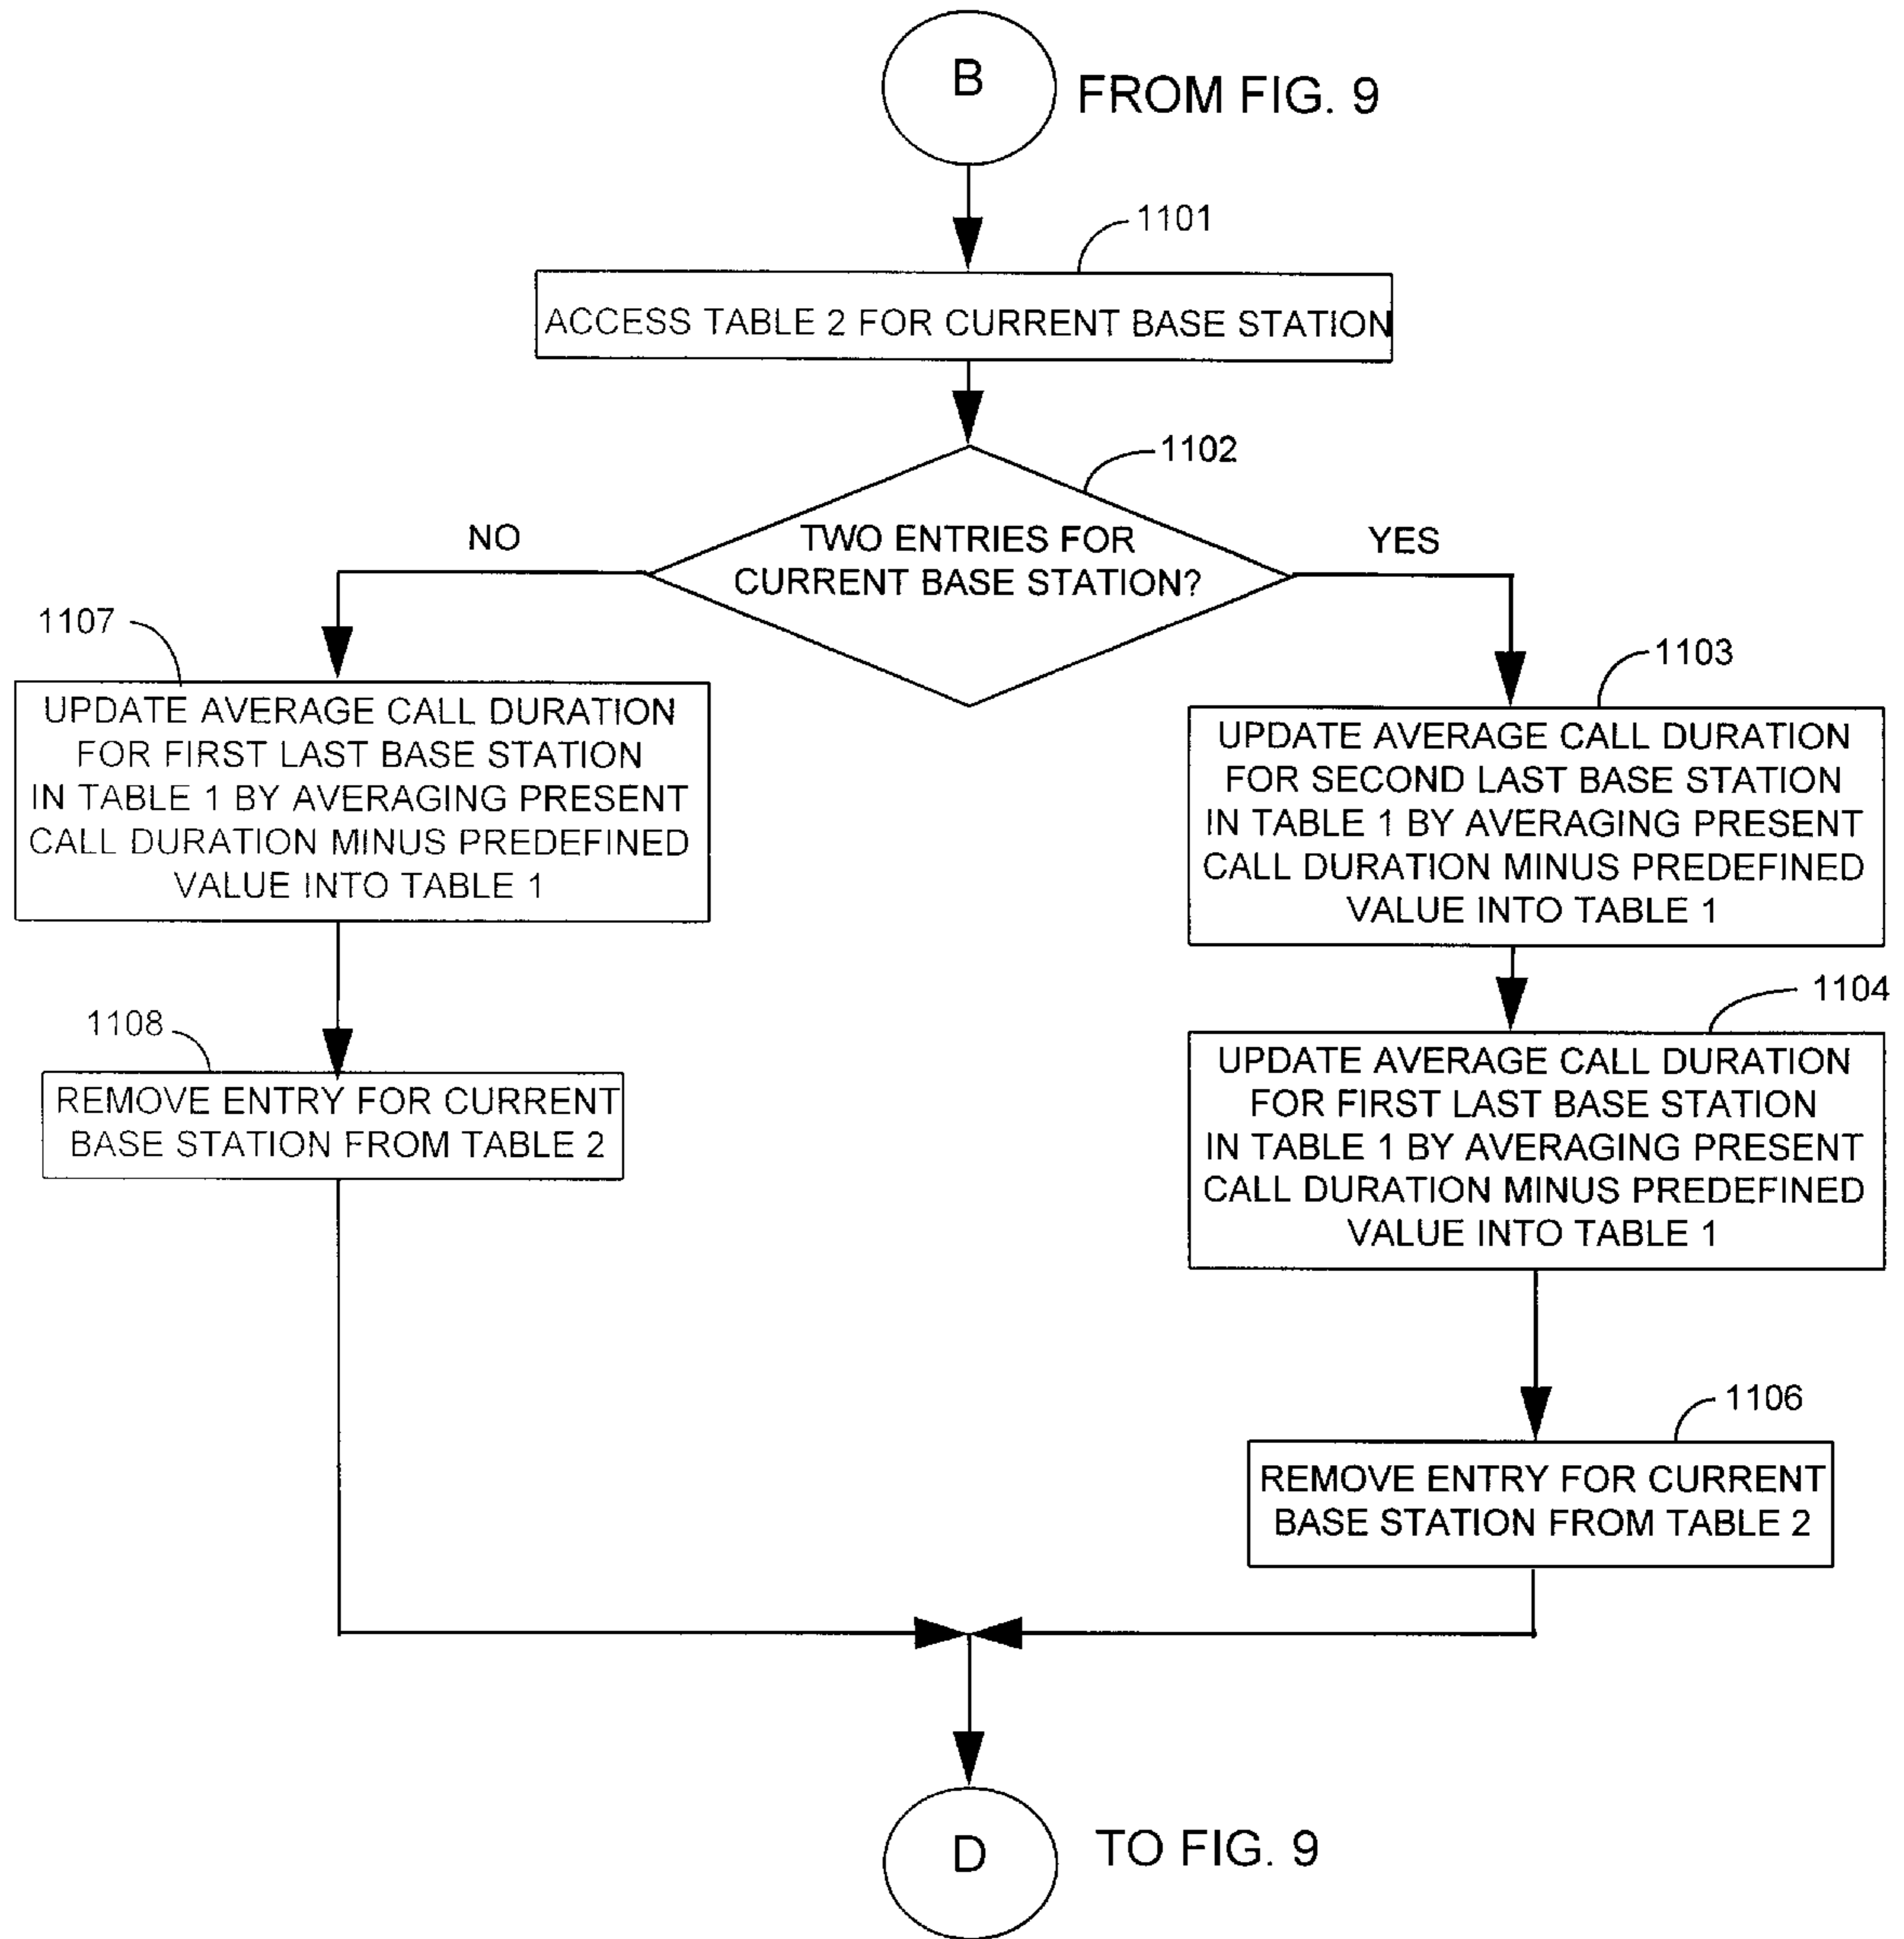 B
FROM FIG. 9
1101
ACCESS TABLE 2 FOR CURRENT BASE STATION
1102
TWO ENTRIES FOR
CURRENT BASE STATION?
NO
YES
1107
UPDATE AVERAGE CALL DURATION
FOR FIRST LAST BASE STATION
IN TABLE 1 BY AVERAGING PRESENT
CALL DURATION MINUS PREDEFINED
VALUE INTO TABLE 1
1103
UPDATE AVERAGE CALL DURATION
FOR SECOND LAST BASE STATION
IN TABLE 1 BY AVERAGING PRESENT
CALL DURATION MINUS PREDEFINED
VALUE INTO TABLE 1
1108
REMOVE ENTRY FOR CURRENT
BASE STATION FROM TABLE 2
1104
UPDATE AVERAGE CALL DURATION
FOR FIRST LAST BASE STATION
IN TABLE 1 BY AVERAGING PRESENT
CALL DURATION MINUS PREDEFINED
VALUE INTO TABLE 1
1106
REMOVE ENTRY FOR CURRENT
BASE STATION FROM TABLE 2
D
TO FIG. 9